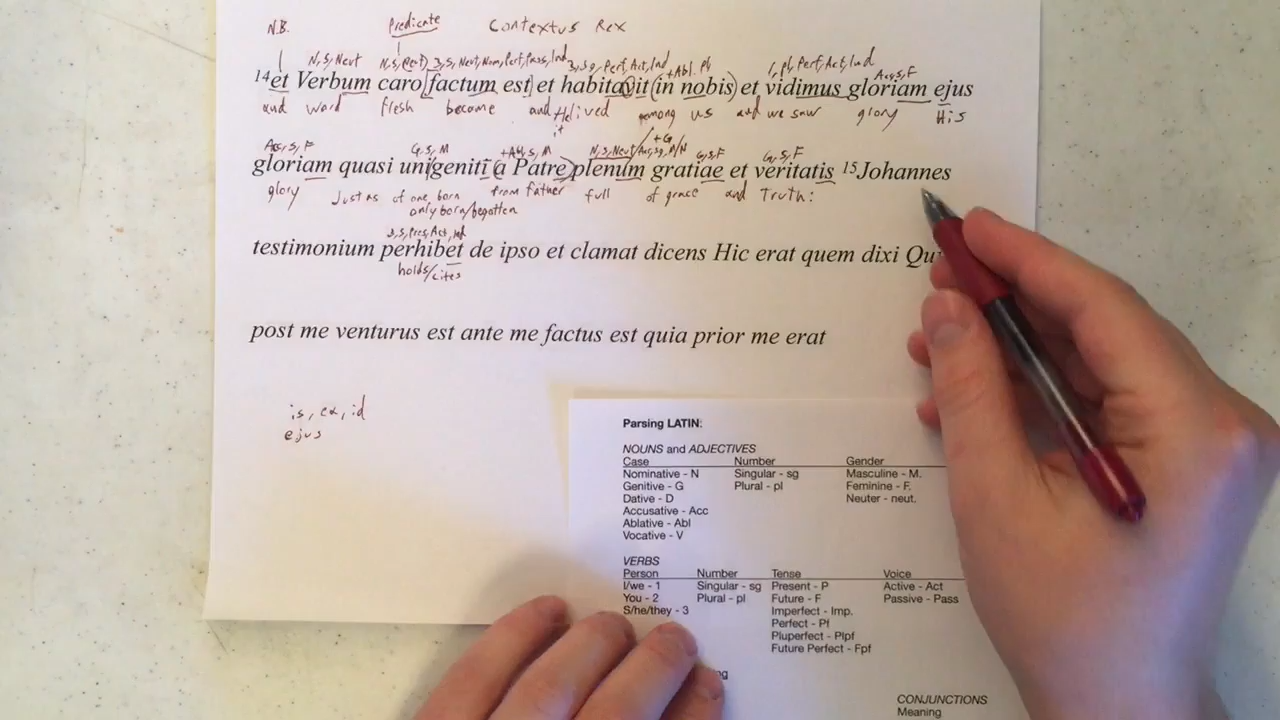 N.B. Predicate Contextus Rex
N, S, Neut N, S, Neut 3, S, Neut, Nom, Perf, Pass, Ind 3, Sg, Perf, Act, Ind +Abl. Pl 1, pl, Perf, Act, Ind Acc, S, F
14et Verbum caro factum est et habitavit (in nobis) et vidimus gloriam ejus
and word flesh become and He lived among us and we saw glory His
it
Acc, S, F G, S, M +Abl, S, M N, S, Neut/Acc, Sg, M/N +G G, S, F G, S, F
gloriam quasi unigeniti a Patre plenum gratiae et veritatis 15Johannes
glory Just as of one born from father full of grace and Truth:
only born/begotten
3, S, Pres, Act, Ind
testimonium perhibet de ipso et clamat dicens Hic erat quem dixi Qu
holds/cites
post me venturus est ante me factus est quia prior me erat
is, ea, id
ejus
Parsing LATIN:
NOUNS and ADJECTIVES
Case Number Gender
Nominative - N Singular - sg Masculine - M.
Genitive - G Plural - pl Feminine - F.
Dative - D Neuter - neut.
Accusative - Acc
Ablative - Abl
Vocative - V
VERBS
Person Number Tense Voice
I/we - 1 Singular - sg Present - P Active - Act
You - 2 Plural - pl Future - F Passive - Pass
S/he/they - 3 Imperfect - Imp.
Perfect - Pf
Pluperfect - Plpf
Future Perfect - Fpf
ng
CONJUNCTIONS
Meaning